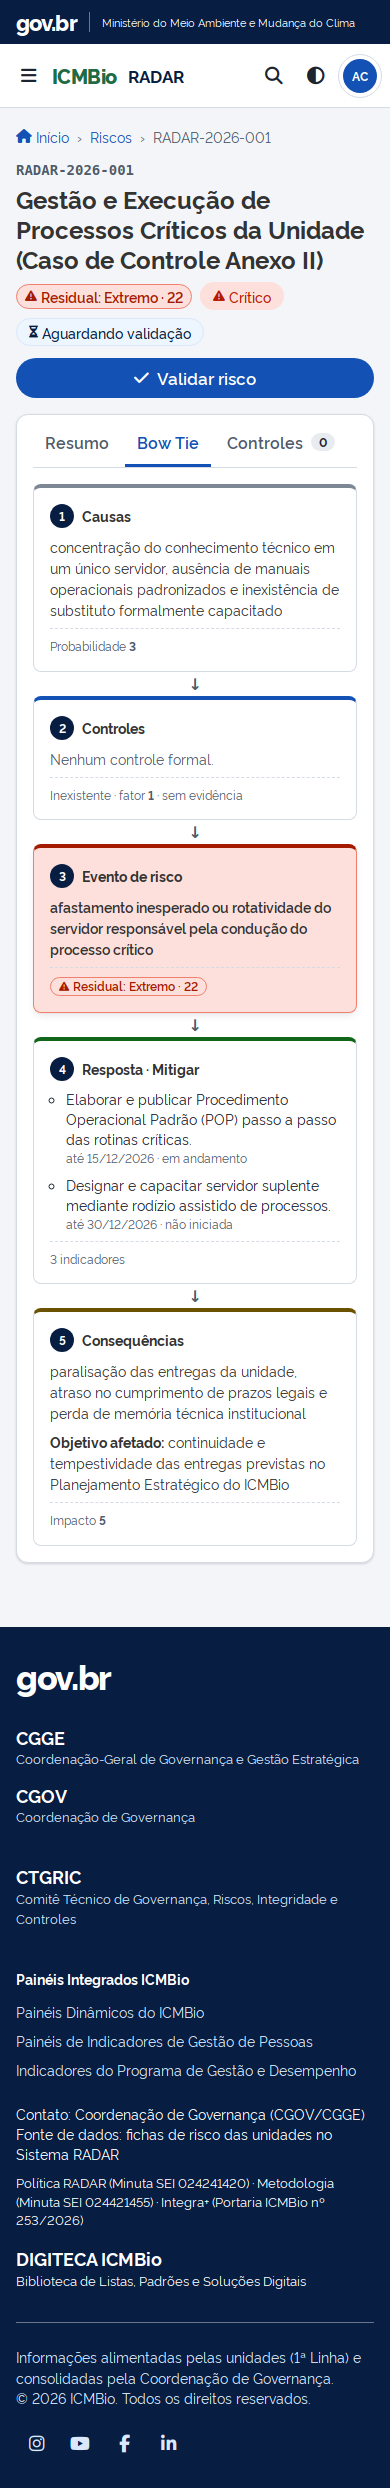 gov.br Ministério do Meio Ambiente e Mudança do Clima
ICMBio RADAR AC
Início › Riscos › RADAR-2026-001
RADAR-2026-001
Gestão e Execução de
Processos Críticos da Unidade
(Caso de Controle Anexo II)
Residual: Extremo · 22 Crítico
Aguardando validação
Validar risco
Resumo Bow Tie Controles 0
1 Causas
concentração do conhecimento técnico em
um único servidor, ausência de manuais
operacionais padronizados e inexistência de
substituto formalmente capacitado
Probabilidade 3
↓
2 Controles
Nenhum controle formal.
Inexistente · fator 1 · sem evidência
↓
3 Evento de risco
afastamento inesperado ou rotatividade do
servidor responsável pela condução do
processo crítico
Residual: Extremo · 22
↓
4 Resposta · Mitigar
Elaborar e publicar Procedimento
Operacional Padrão (POP) passo a passo
das rotinas críticas.
até 15/12/2026 · em andamento
Designar e capacitar servidor suplente
mediante rodízio assistido de processos.
até 30/12/2026 · não iniciada
3 indicadores
↓
5 Consequências
paralisação das entregas da unidade,
atraso no cumprimento de prazos legais e
perda de memória técnica institucional
Objetivo afetado: continuidade e
tempestividade das entregas previstas no
Planejamento Estratégico do ICMBio
Impacto 5
gov.br
CGGE
Coordenação-Geral de Governança e Gestão Estratégica
CGOV
Coordenação de Governança
CTGRIC
Comitê Técnico de Governança, Riscos, Integridade e
Controles
Painéis Integrados ICMBio
Painéis Dinâmicos do ICMBio
Painéis de Indicadores de Gestão de Pessoas
Indicadores do Programa de Gestão e Desempenho
Contato: Coordenação de Governança (CGOV/CGGE)
Fonte de dados: fichas de risco das unidades no
Sistema RADAR
Política RADAR (Minuta SEI 024241420) · Metodologia
(Minuta SEI 024421455) · Integra+ (Portaria ICMBio nº
253/2026)
DIGITECA ICMBio
Biblioteca de Listas, Padrões e Soluções Digitais
Informações alimentadas pelas unidades (1ª Linha) e
consolidadas pela Coordenação de Governança.
© 2026 ICMBio. Todos os direitos reservados.